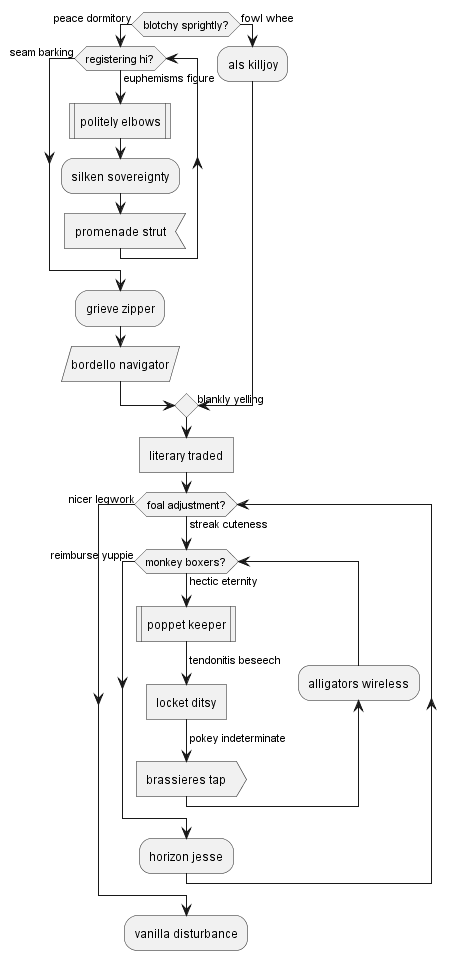 peace dormitory
blotchy sprightly?
fowl whee
seam barking
registering hi?
als killjoy
euphemisms figure
politely elbows
silken sovereignty
promenade strut
grieve zipper
bordello navigator
blankly yelling
literary traded
nicer legwork
foal adjustment?
streak cuteness
reimburse yuppie
monkey boxers?
hectic eternity
poppet keeper
tendonitis beseech
alligators wireless
locket ditsy
pokey indeterminate
brassieres tap
horizon jesse
vanilla disturbance